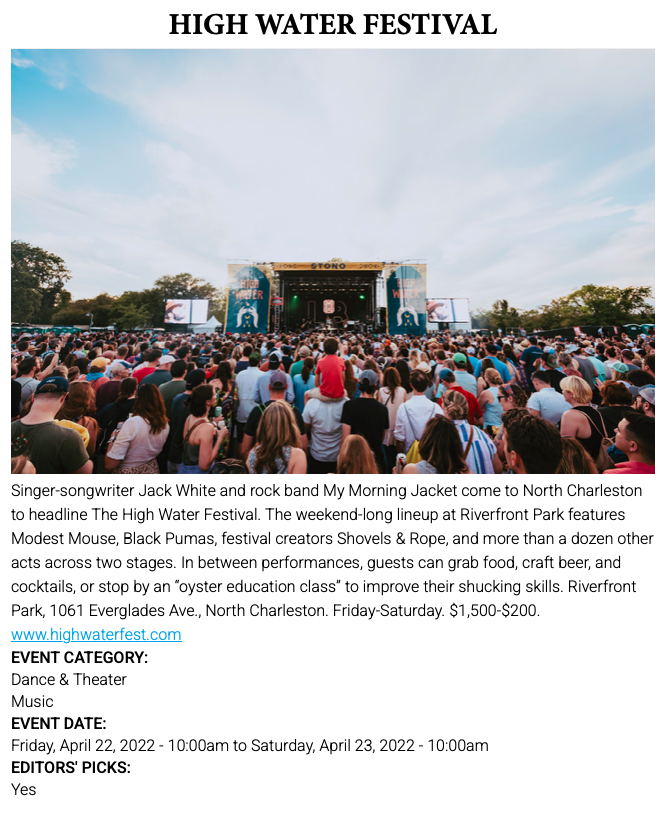 HIGH WATER FESTIVAL
STONO
HIGH
WATER
HIGH
WATER
Singer-songwriter Jack White and rock band My Morning Jacket come to North Charleston
to headline The High Water Festival. The weekend-long lineup at Riverfront Park features
Modest Mouse, Black Pumas, festival creators Shovels & Rope, and more than a dozen other
acts across two stages. In between performances, guests can grab food, craft beer, and
cocktails, or stop by an “oyster education class” to improve their shucking skills. Riverfront
Park, 1061 Everglades Ave., North Charleston. Friday-Saturday. $1,500-$200.
www.highwaterfest.com
EVENT CATEGORY:
Dance & Theater
Music
EVENT DATE:
Friday, April 22, 2022 - 10:00am to Saturday, April 23, 2022 - 10:00am
EDITORS' PICKS:
Yes